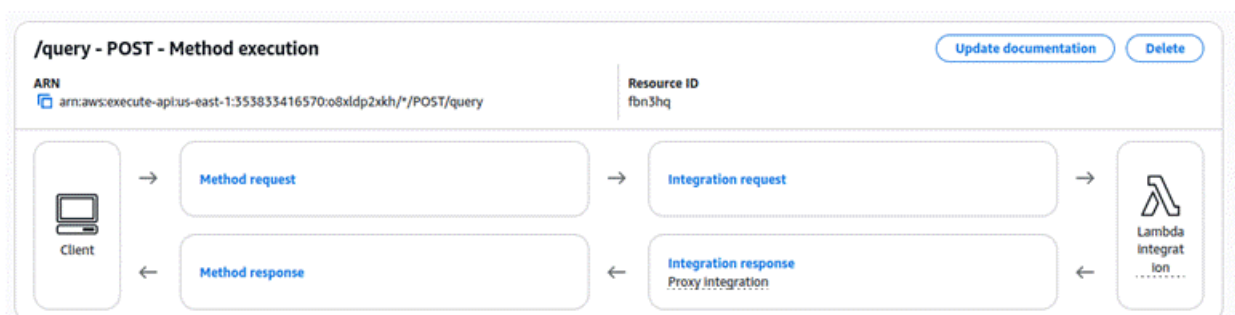 /query - POST - Method execution
Update documentation
Delete
ARN
arn:aws:execute-api:us-east-1:353833416570:o8xldp2xkh/*/POST/query
Resource ID
fbn3hq
Client
Method request
Integration request
Method response
Integration response
Proxy integration
Lambda
integrat
ion